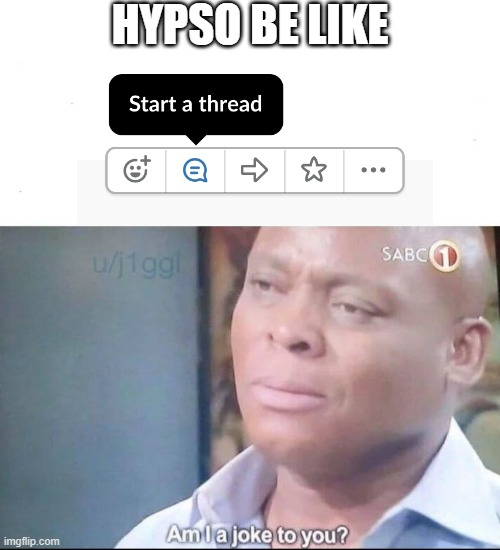 HYPSO BE LIKE
Start a thread
u/j1ggl
SABC 1
Am I a joke to you?
imgflip.com